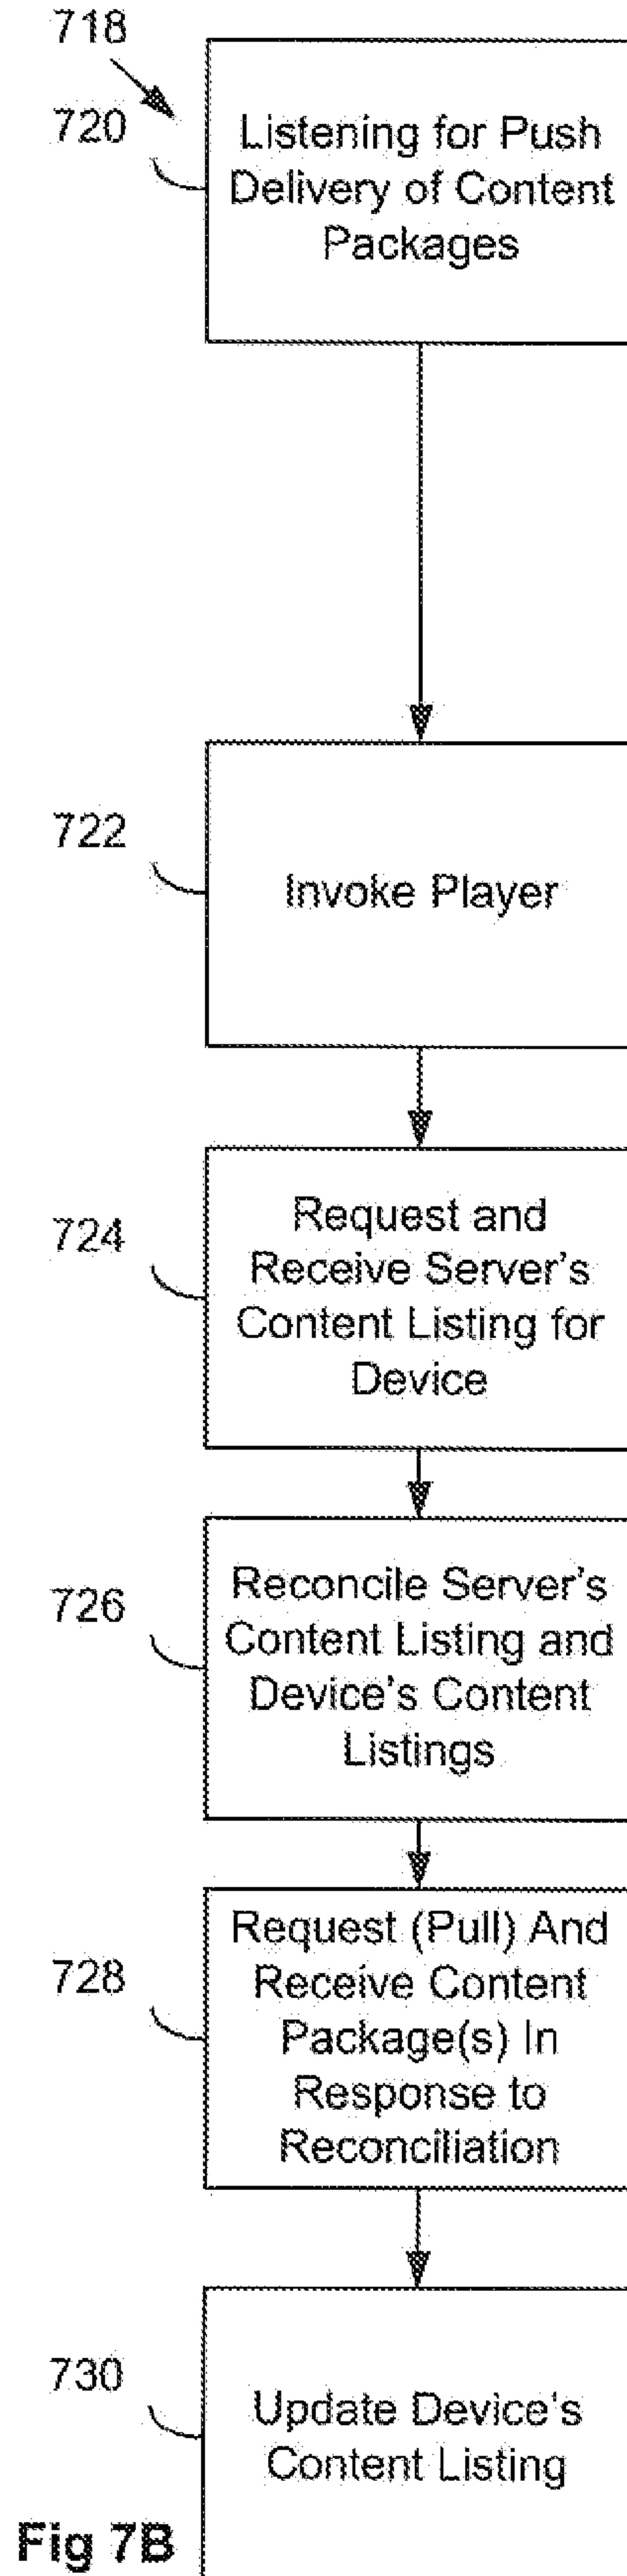 718
720
Listening for Push
Delivery of Content
Packages
722
Invoke Player
724
Request and
Receive Server's
Content Listing for
Device
726
Reconcile Server's
Content Listing and
Device's Content
Listings
728
Request (Pull) And
Receive Content
Package(s) In
Response to
Reconciliation
730
Update Device's
Content Listing
Fig 7B